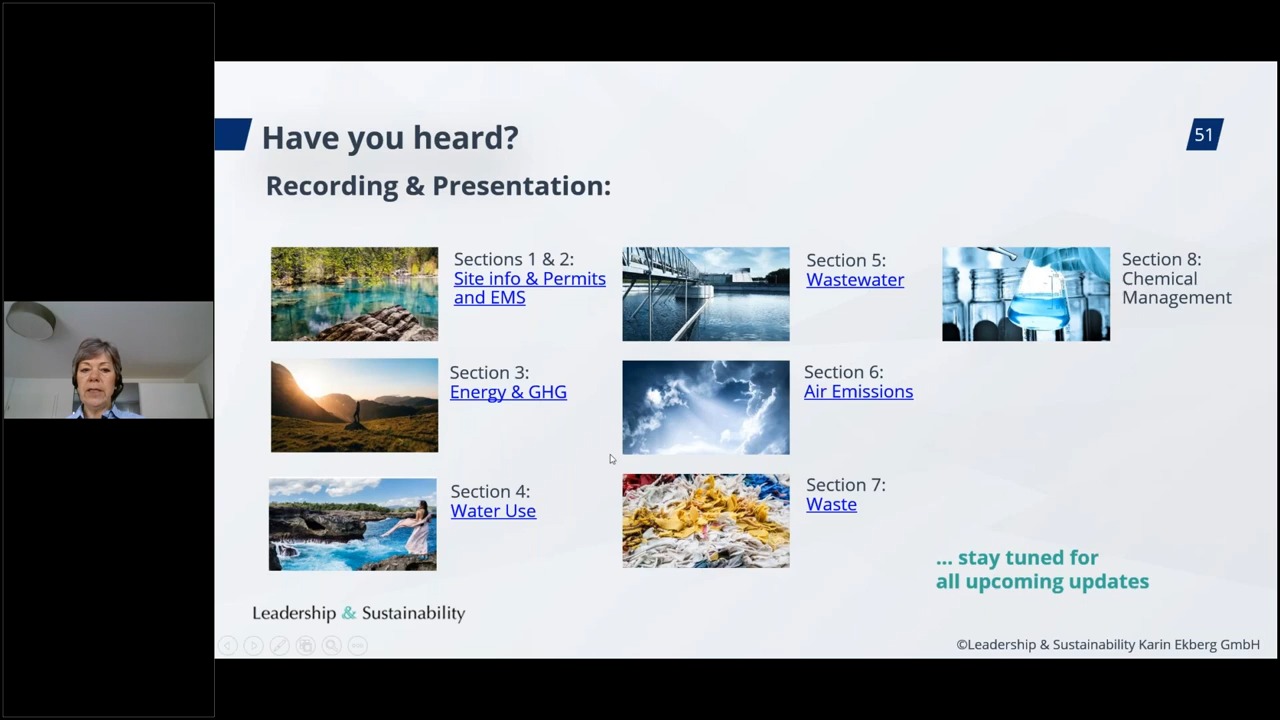 Have you heard?
51
Recording & Presentation:
Sections 1 & 2:
Site info & Permits
and EMS
Section 3:
Energy & GHG
Section 4:
Water Use
Section 5:
Wastewater
Section 6:
Air Emissions
Section 7:
Waste
Section 8:
Chemical
Management
... stay tuned for
all upcoming updates
Leadership & Sustainability
©Leadership & Sustainability Karin Ekberg GmbH